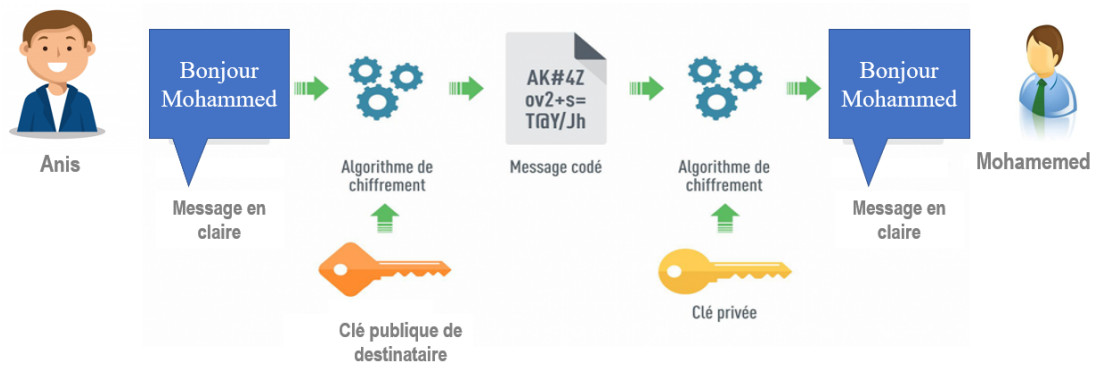 Bonjour
Mohammed
AK#4Z
ov2+s=
T@Y/Jh
Bonjour
Mohammed
Anis
Algorithme de
chiffrement
Message codé
Algorithme de
chiffrement
Mohamemed
Message en
claire
Message en
claire
Clé publique de
destinataire
Clé privée